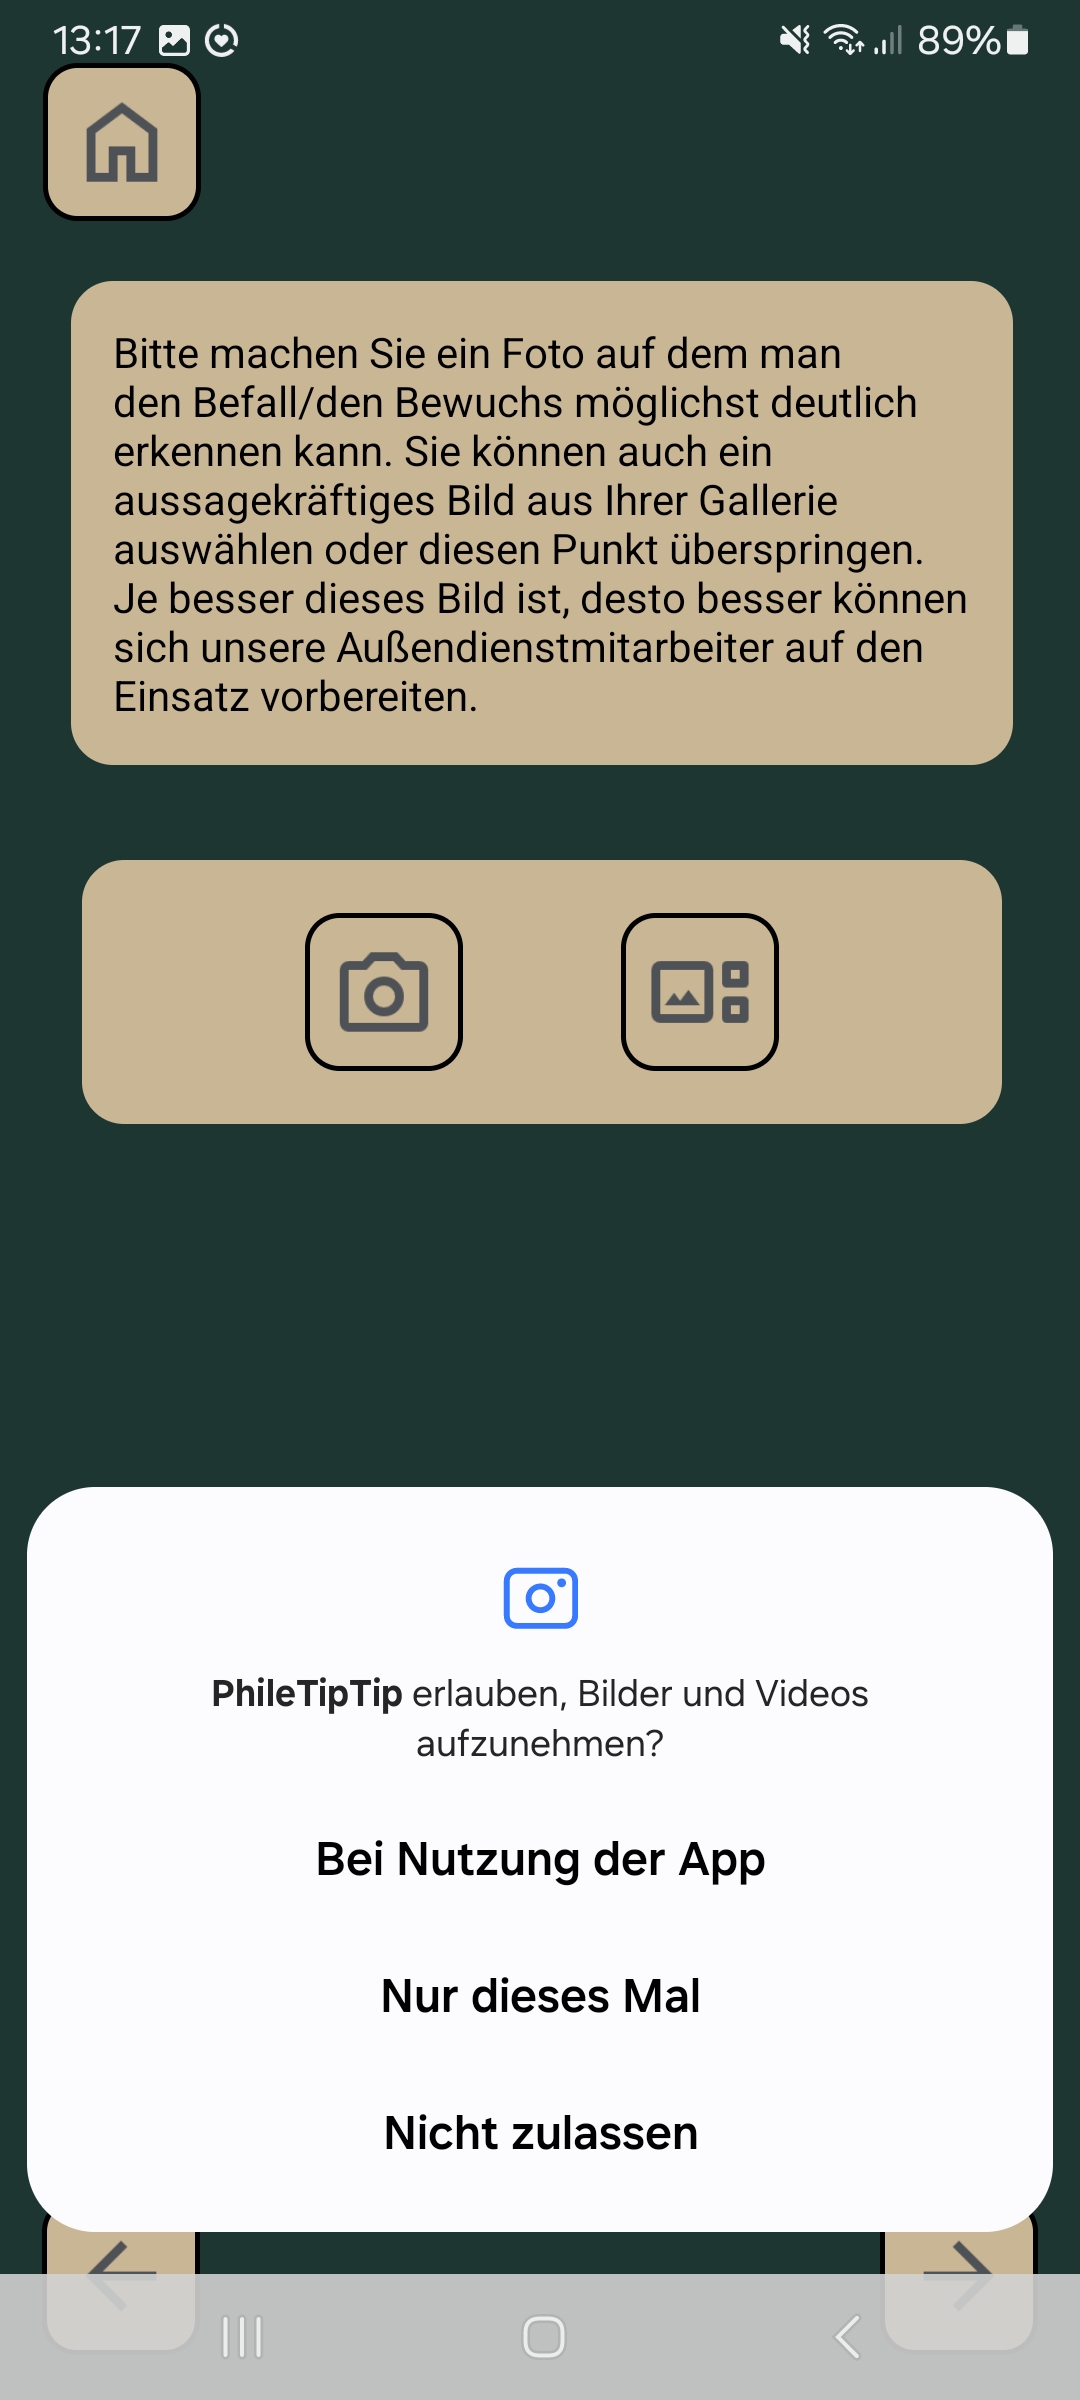 13:17
89%
Bitte machen Sie ein Foto auf dem man
den Befall/den Bewuchs möglichst deutlich
erkennen kann. Sie können auch ein
aussagekräftiges Bild aus Ihrer Gallerie
auswählen oder diesen Punkt überspringen.
Je besser dieses Bild ist, desto besser können
sich unsere Außendienstmitarbeiter auf den
Einsatz vorbereiten.
PhileTipTip erlauben, Bilder und Videos
aufzunehmen?
Bei Nutzung der App
Nur dieses Mal
Nicht zulassen